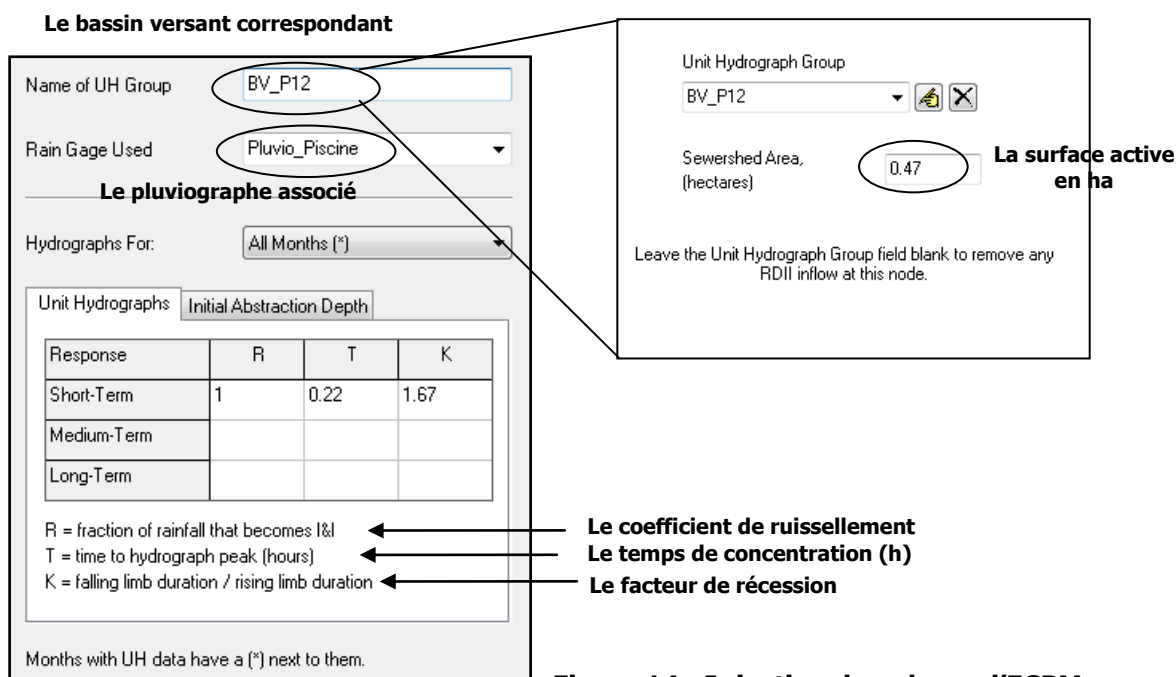 Le bassin versant correspondant
Name of UH Group
BV_P12
Rain Gage Used
Pluvio_Piscine
Le pluviographe associé
Hydrographs For:
All Months (*)
Unit Hydrographs
Initial Abstraction Depth
Response R T K
Short-Term 1 0.22 1.67
Medium-Term
Long-Term
R = fraction of rainfall that becomes I&I
T = time to hydrograph peak (hours)
K = falling limb duration / rising limb duration
Months with UH data have a (*) next to them.
Unit Hydrograph Group
BV_P12
Sewershed Area,
(hectares)
0.47
La surface active
en ha
Leave the Unit Hydrograph Group field blank to remove any
RDII inflow at this node.
Le coefficient de ruissellement
Le temps de concentration (h)
Le facteur de récession